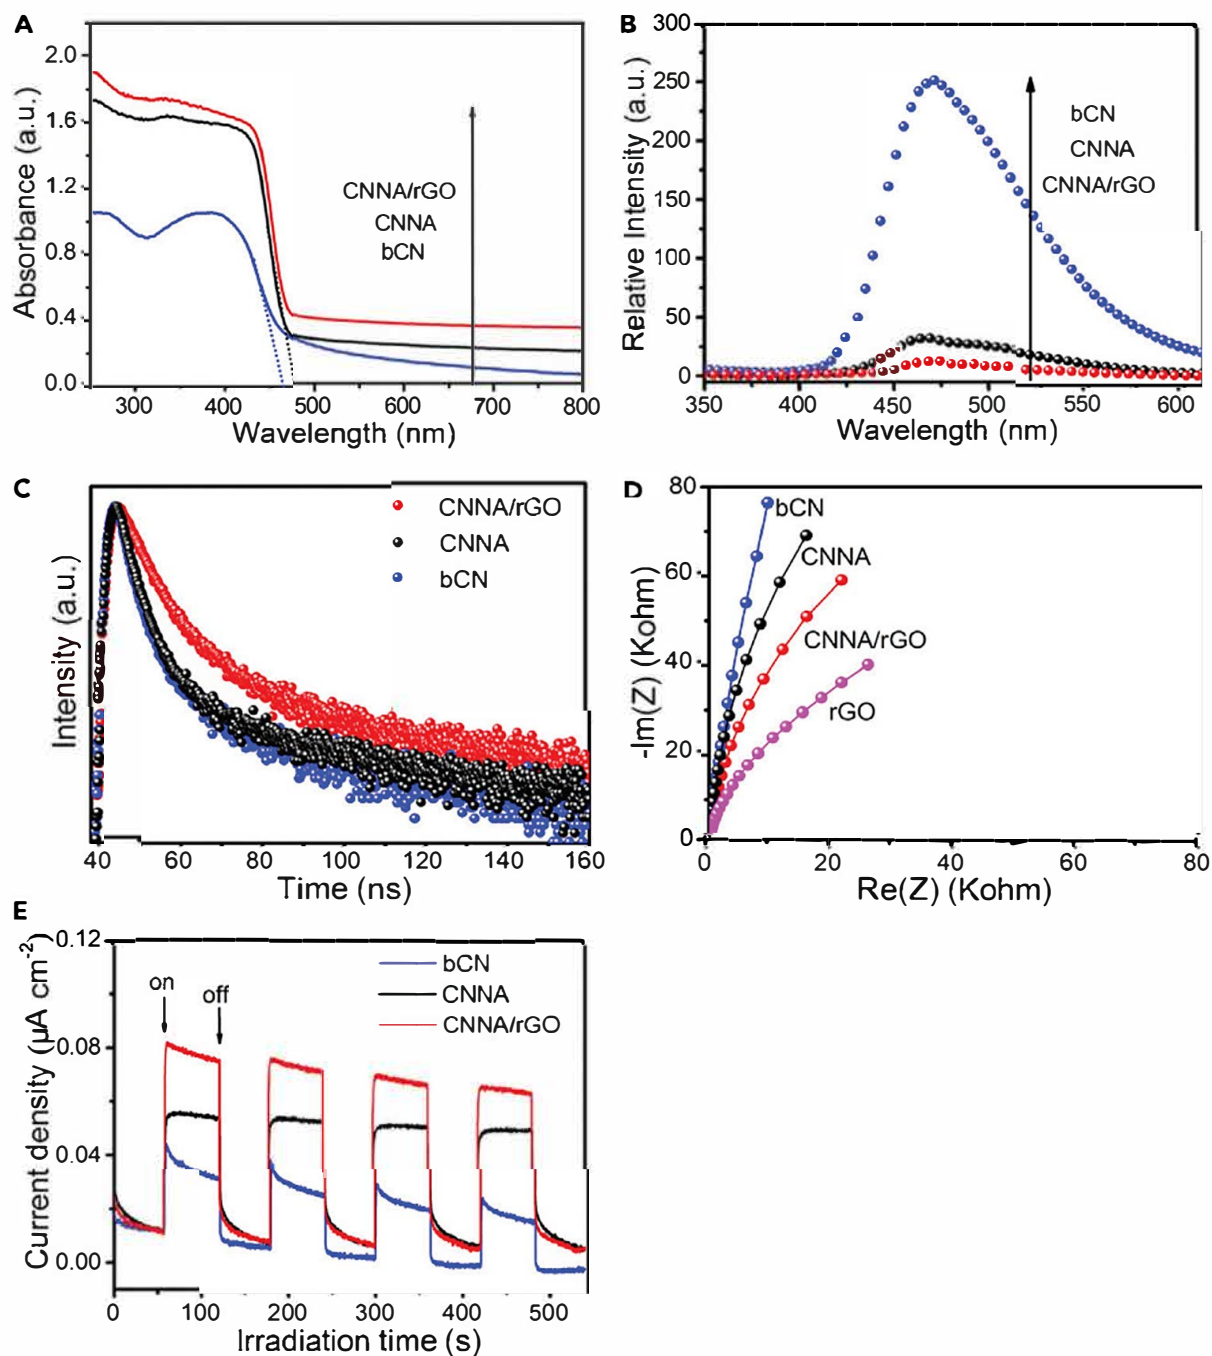 A
2.0
1.6
1.2
0.8
0.4
0.0
Absorbance (a.u.)
CNNA/rGO
CNNA
bCN
300
400
500
600
700
800
Wavelength (nm)
B
300
250
200
150
100
50
0
Relative Intensity (a.u.)
bCN
CNNA
CNNA/rGO
350
400
450
500
550
600
Wavelength (nm)
C
Intensity (a.u.)
CNNA/rGO
CNNA
bCN
40
60
80
100
120
140
160
Time (ns)
D
80
60
40
20
0
-Im(Z) (Kohm)
bCN
CNNA
CNNA/rGO
rGO
0
20
40
60
80
Re(Z) (Kohm)
E
0.12
0.08
0.04
0.00
Current density (μA cm-2)
on
off
bCN
CNNA
CNNA/rGO
0
100
200
300
400
500
Irradiation time (s)